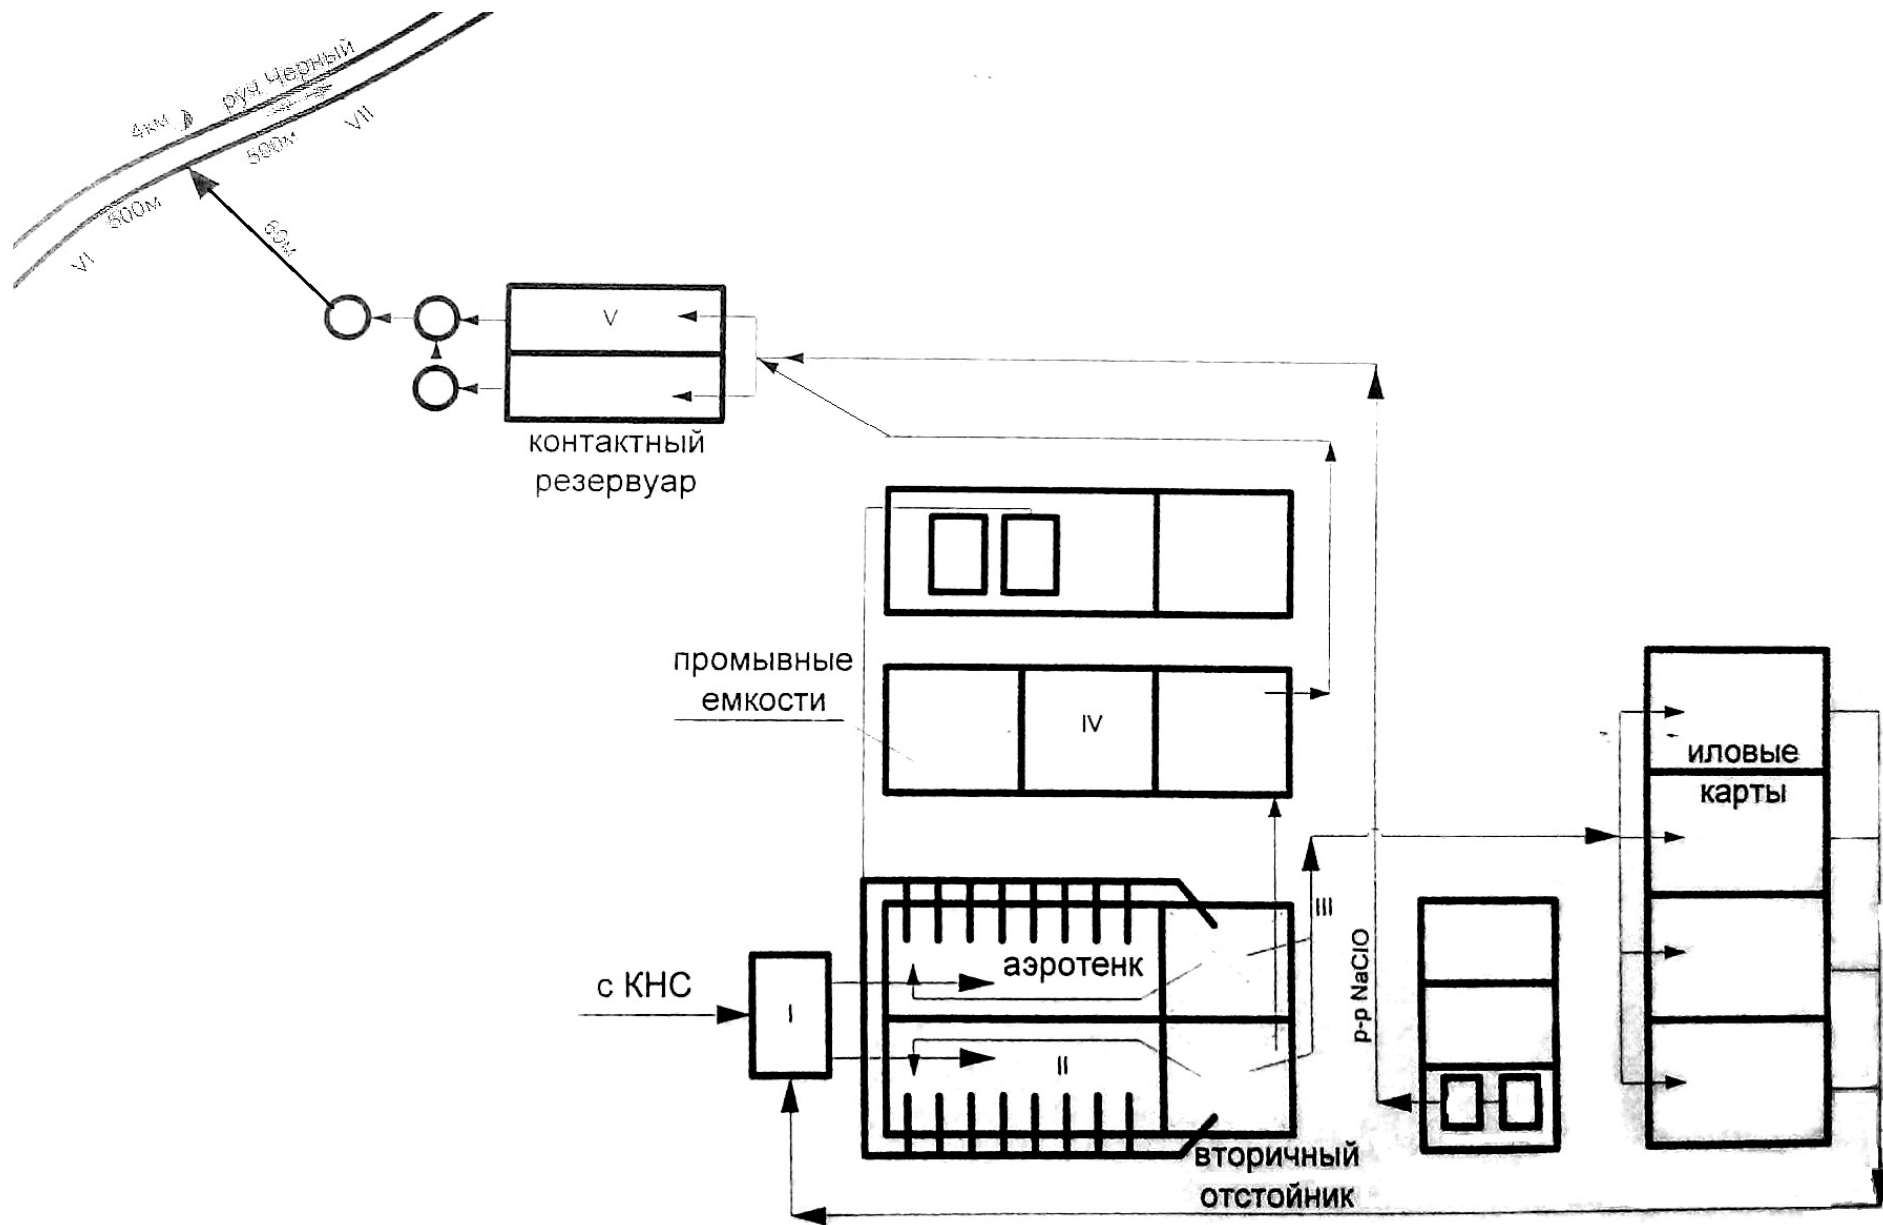 руч Черный
4км
500м
VII
500м
VI
60м
V
контактный
резервуар
промывные
емкости
IV
иловые
карты
III
аэротенк
р-р NaClO
с КНС
I
II
вторичный
отстойник